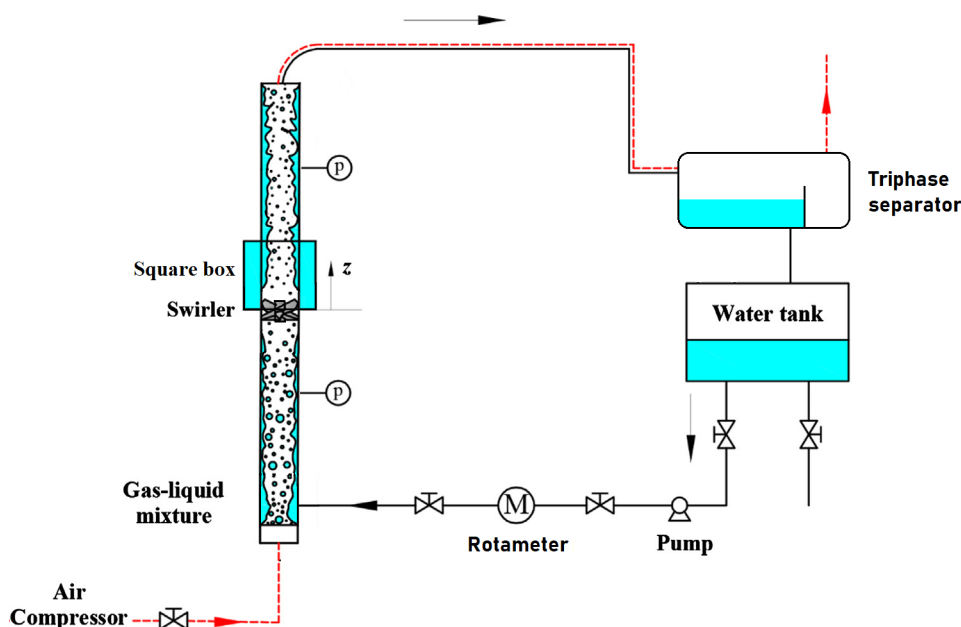 p
Triphase
separator
Square box
z
Swirler
Water tank
p
Gas-liquid
mixture
M
Rotameter
Pump
Air
Compressor